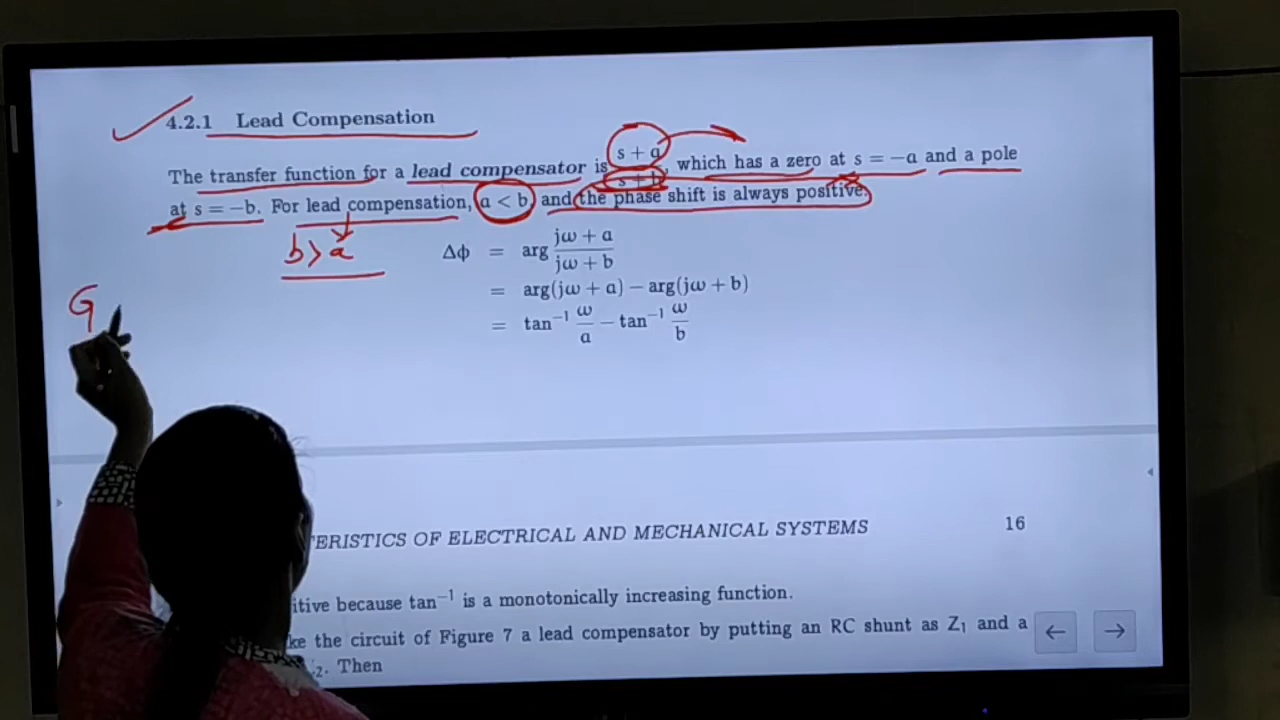 4.2.1 Lead Compensation
The transfer function for a lead compensator is s + a / s + b, which has a zero at s = −a and a pole
at s = −b. For lead compensation, a < b, and the phase shift is always positive.
b > a
Δϕ = arg jω + a / jω + b
= arg(jω + a) − arg(jω + b)
= tan⁻¹ ω/a − tan⁻¹ ω/b
G
ERISTICS OF ELECTRICAL AND MECHANICAL SYSTEMS 16
itive because tan⁻¹ is a monotonically increasing function.
ke the circuit of Figure 7 a lead compensator by putting an RC shunt as Z₁ and a
₂. Then